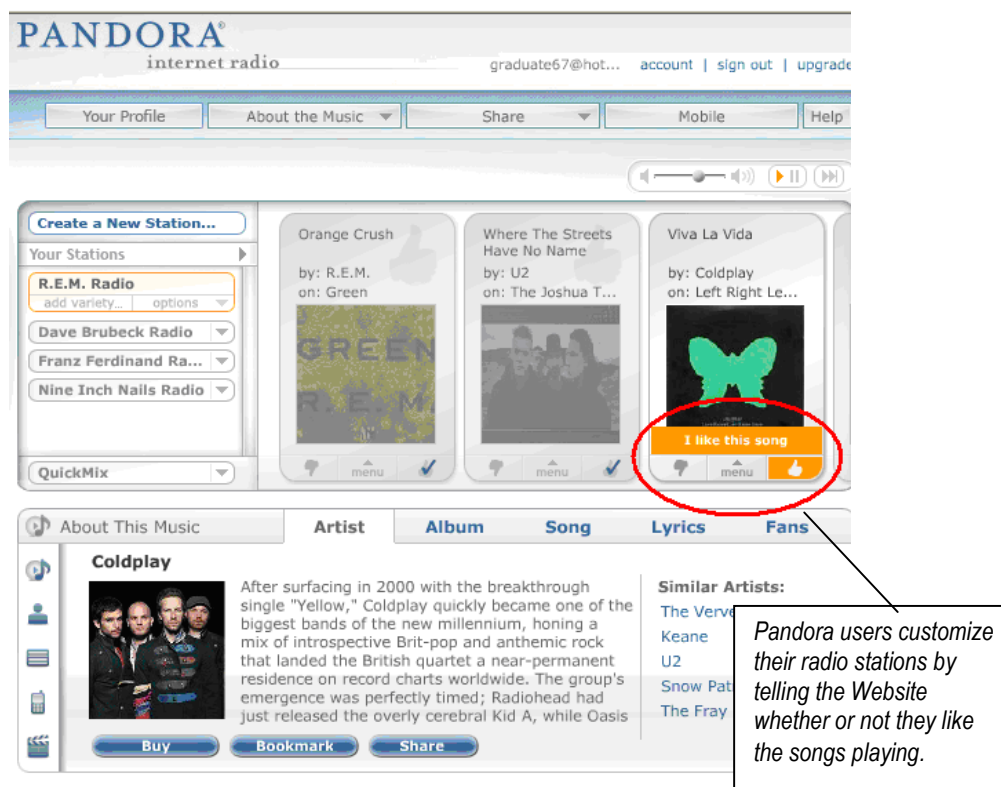 PANDORA®
internet radio
graduate67@hot... account | sign out | upgrade
Your Profile
About the Music
Share
Mobile
Help
Create a New Station...
Your Stations
R.E.M. Radio
add variety... options
Dave Brubeck Radio
Franz Ferdinand Ra...
Nine Inch Nails Radio
QuickMix
Orange Crush
by: R.E.M.
on: Green
GREEN
R.E.M.
menu
Where The Streets
Have No Name
by: U2
on: The Joshua T...
menu
Viva La Vida
by: Coldplay
on: Left Right Le...
I like this song
menu
About This Music
Artist
Album
Song
Lyrics
Fans
Coldplay
After surfacing in 2000 with the breakthrough
single "Yellow," Coldplay quickly became one of the
biggest bands of the new millennium, honing a
mix of introspective Brit-pop and anthemic rock
that landed the British quartet a near-permanent
residence on record charts worldwide. The group's
emergence was perfectly timed; Radiohead had
just released the overly cerebral Kid A, while Oasis
Buy
Bookmark
Share
Similar Artists:
The Verve
Keane
U2
Snow Pat
The Fray
Pandora users customize
their radio stations by
telling the Website
whether or not they like
the songs playing.